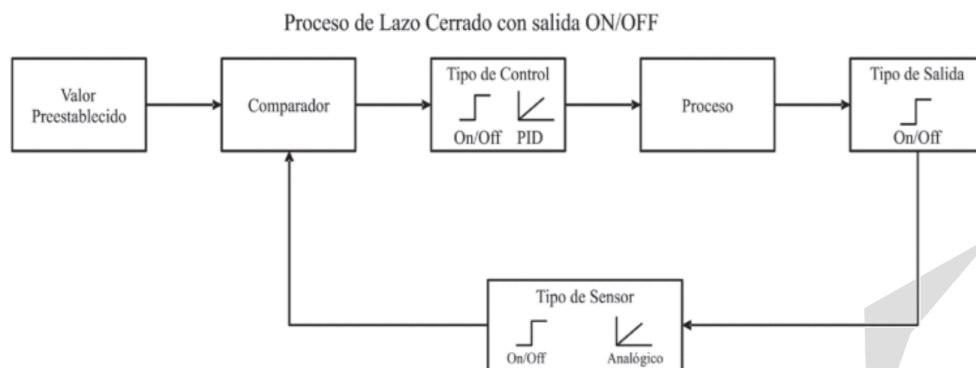 Proceso de Lazo Cerrado con salida ON/OFF
Valor
Preestablecido
Comparador
Tipo de Control
On/Off PID
Proceso
Tipo de Salida
On/Off
Tipo de Sensor
On/Off Analógico